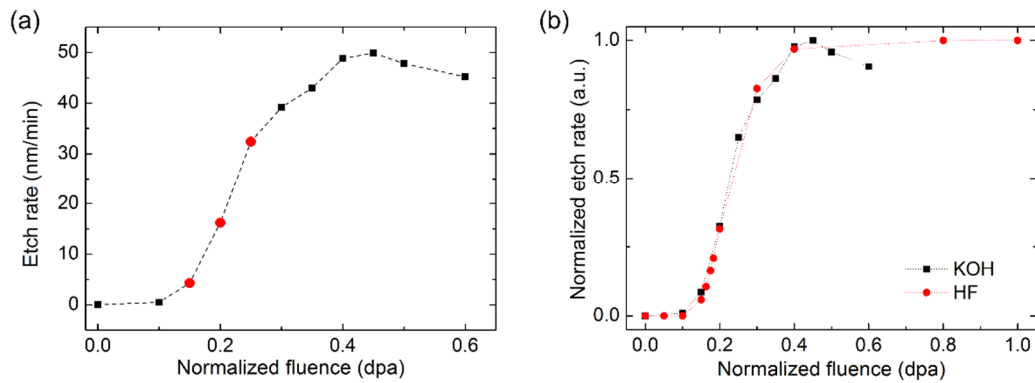 (a)
50
40
30
20
10
0
Etch rate (nm/min)
0.0 0.2 0.4 0.6
Normalized fluence (dpa)
(b)
1.0
0.5
0.0
Normalized etch rate (a.u.)
KOH
HF
0.0 0.2 0.4 0.6 0.8 1.0
Normalized fluence (dpa)